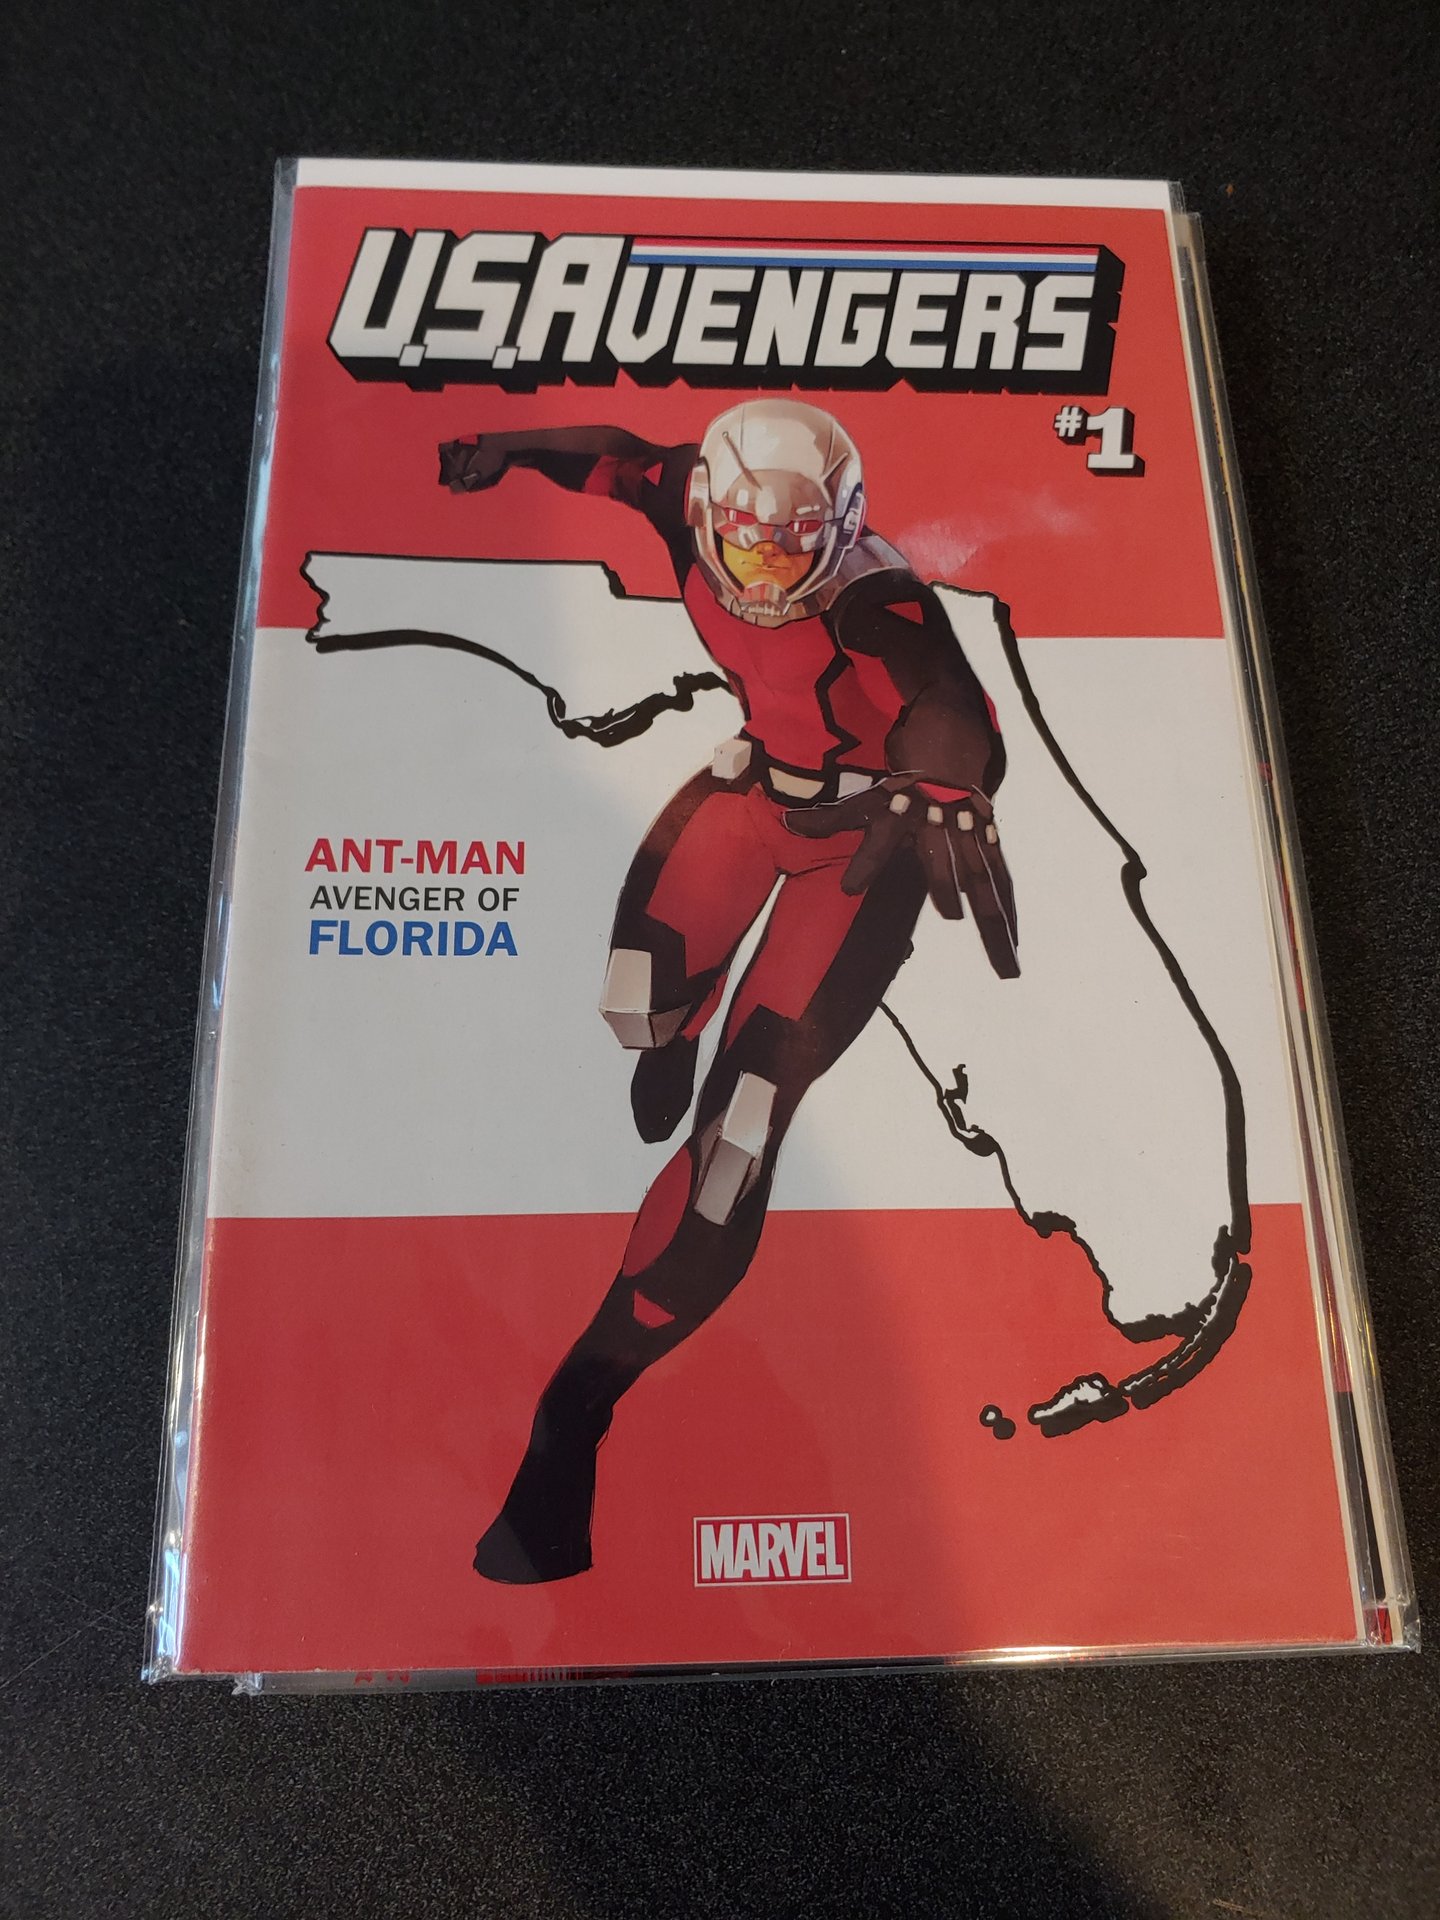 U.S.AVENGERS
#1
ANT-MAN
AVENGER OF
FLORIDA
MARVEL